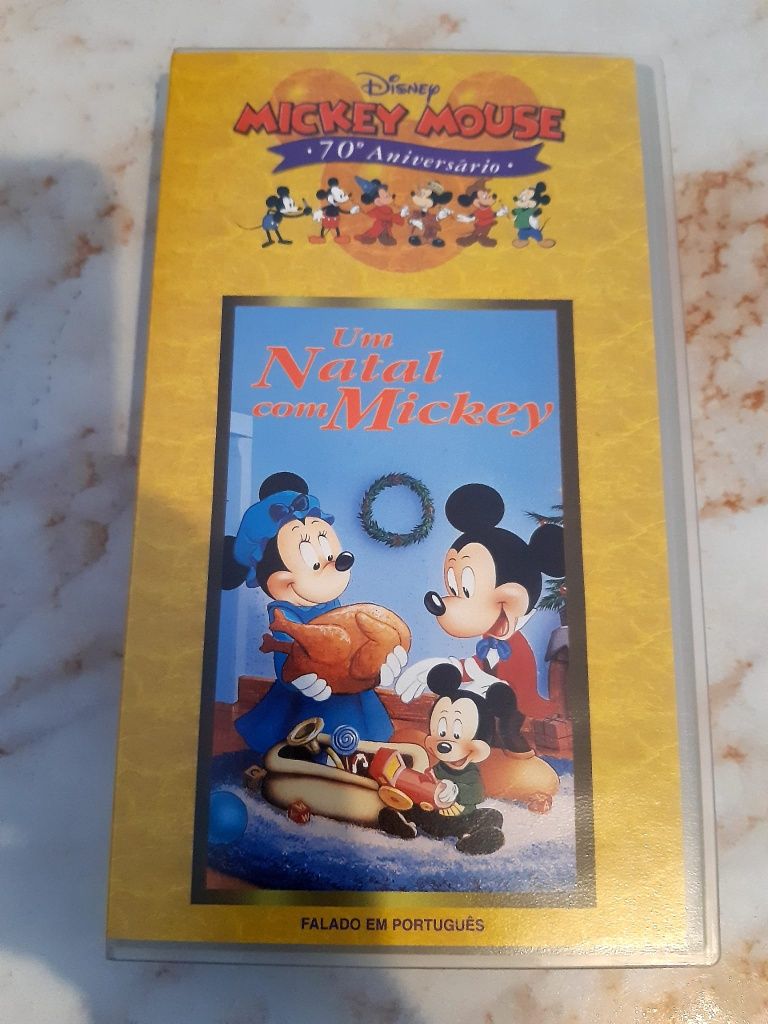 Disney
MICKEY MOUSE
• 70º Aniversário •
Um
Natal
com Mickey
FALADO EM PORTUGUÊS